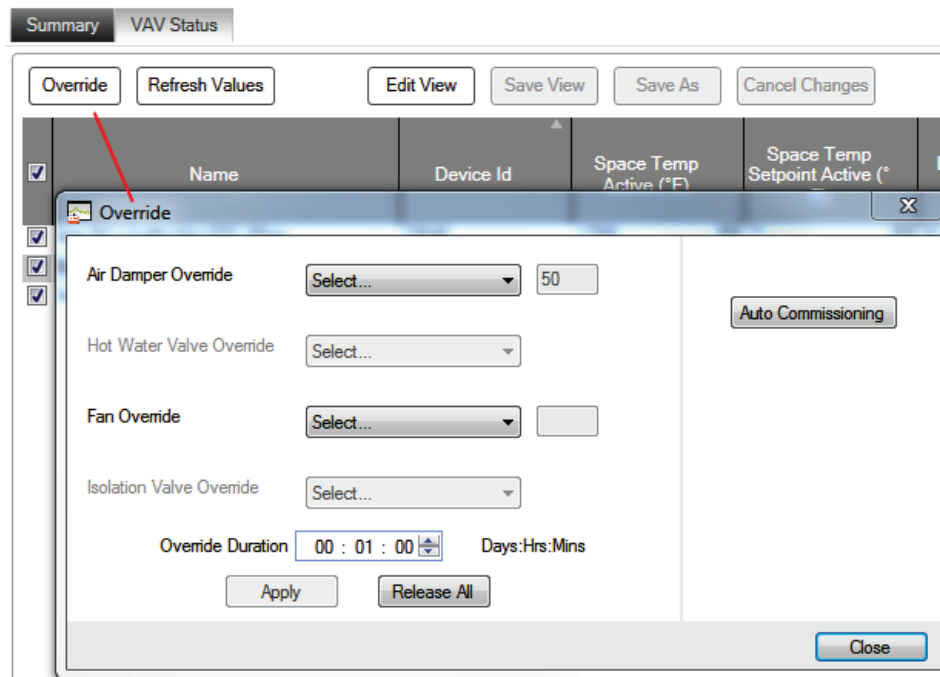 Summary VAV Status
Override Refresh Values Edit View Save View Save As Cancel Changes
Name Device Id Space Temp Active (°F) Space Temp Setpoint Active (°
Override
Air Damper Override Select... 50
Auto Commissioning
Hot Water Valve Override Select...
Fan Override Select...
Isolation Valve Override Select...
Override Duration 00 : 01 : 00 Days:Hrs:Mins
Apply Release All
Close